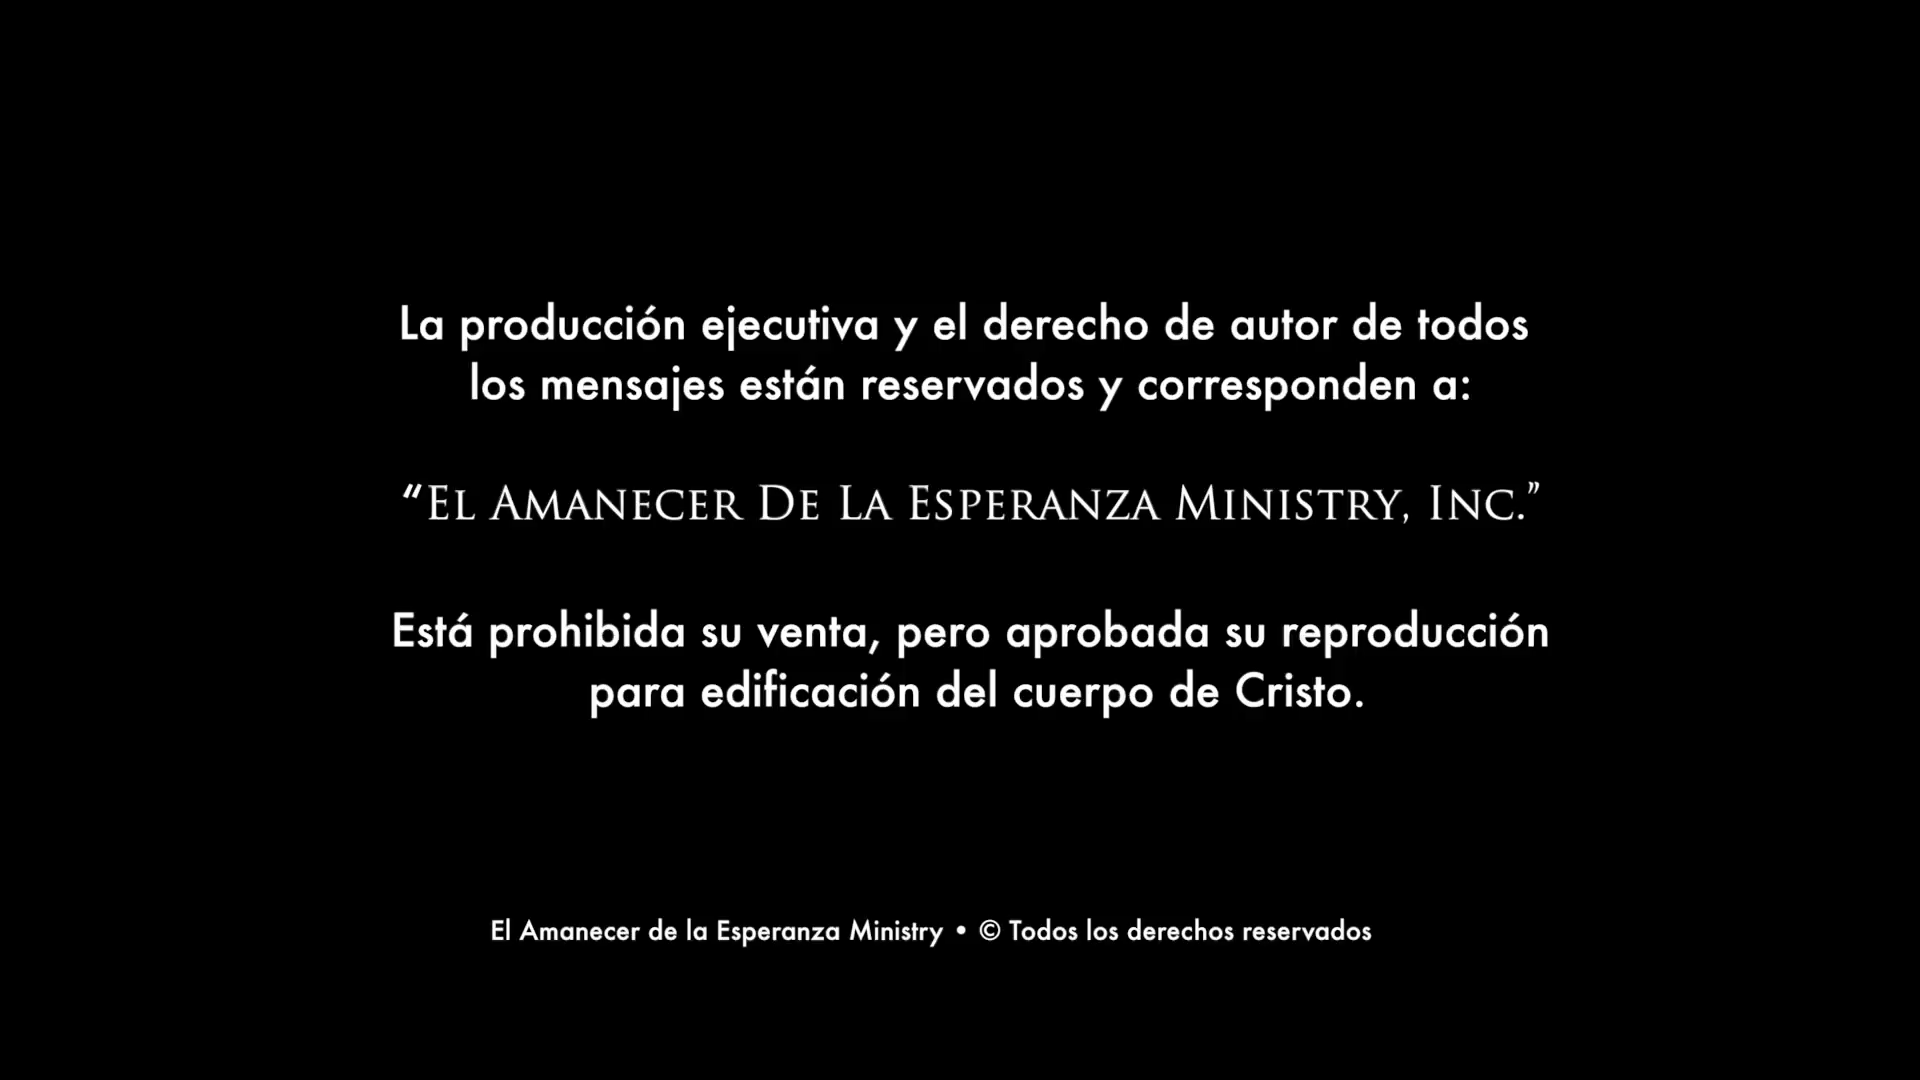 La producción ejecutiva y el derecho de autor de todos
los mensajes están reservados y corresponden a:
“El Amanecer De La Esperanza Ministry, Inc.”
Está prohibida su venta, pero aprobada su reproducción
para edificación del cuerpo de Cristo.
El Amanecer de la Esperanza Ministry • © Todos los derechos reservados